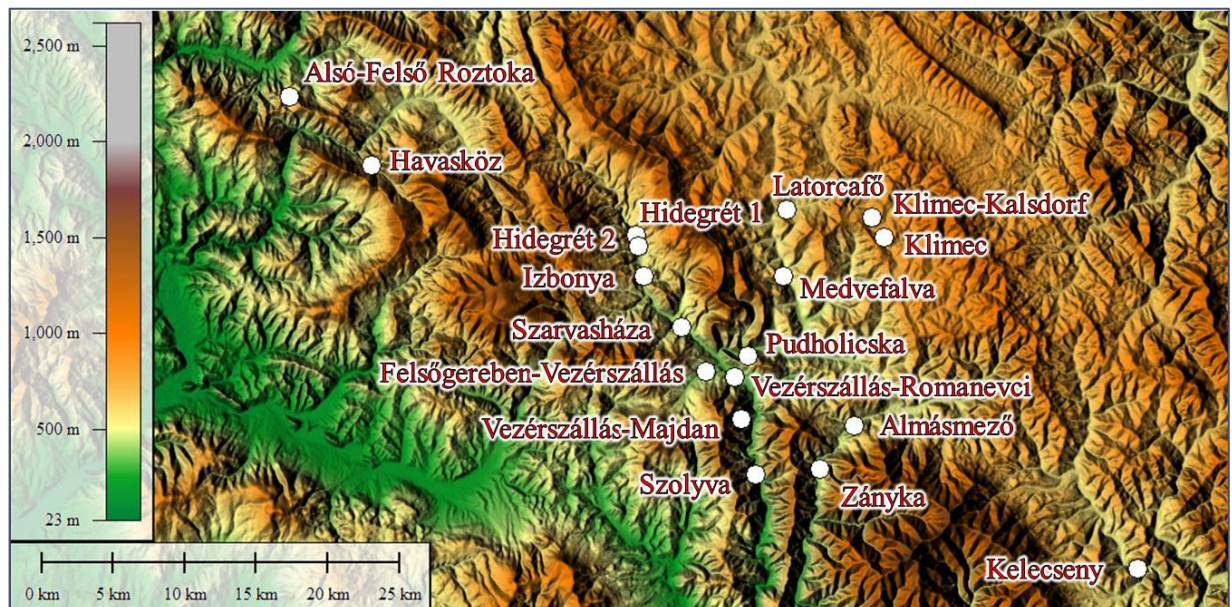 2,500 m
2,000 m
1,500 m
1,000 m
500 m
23 m
Alsó-Felső Roztoka
Havasköz
Latorcafő
Klimec-Kalsdorf
Hidegrét 1
Hidegrét 2
Klimec
Izbonya
Medvefalva
Szarvasháza
Pudholicska
Felsőgereben-Vezérszállás
Vezérszállás-Romanevci
Vezérszállás-Majdan
Almásmező
Szolyva
Zányka
Kelecseny
0 km 5 km 10 km 15 km 20 km 25 km